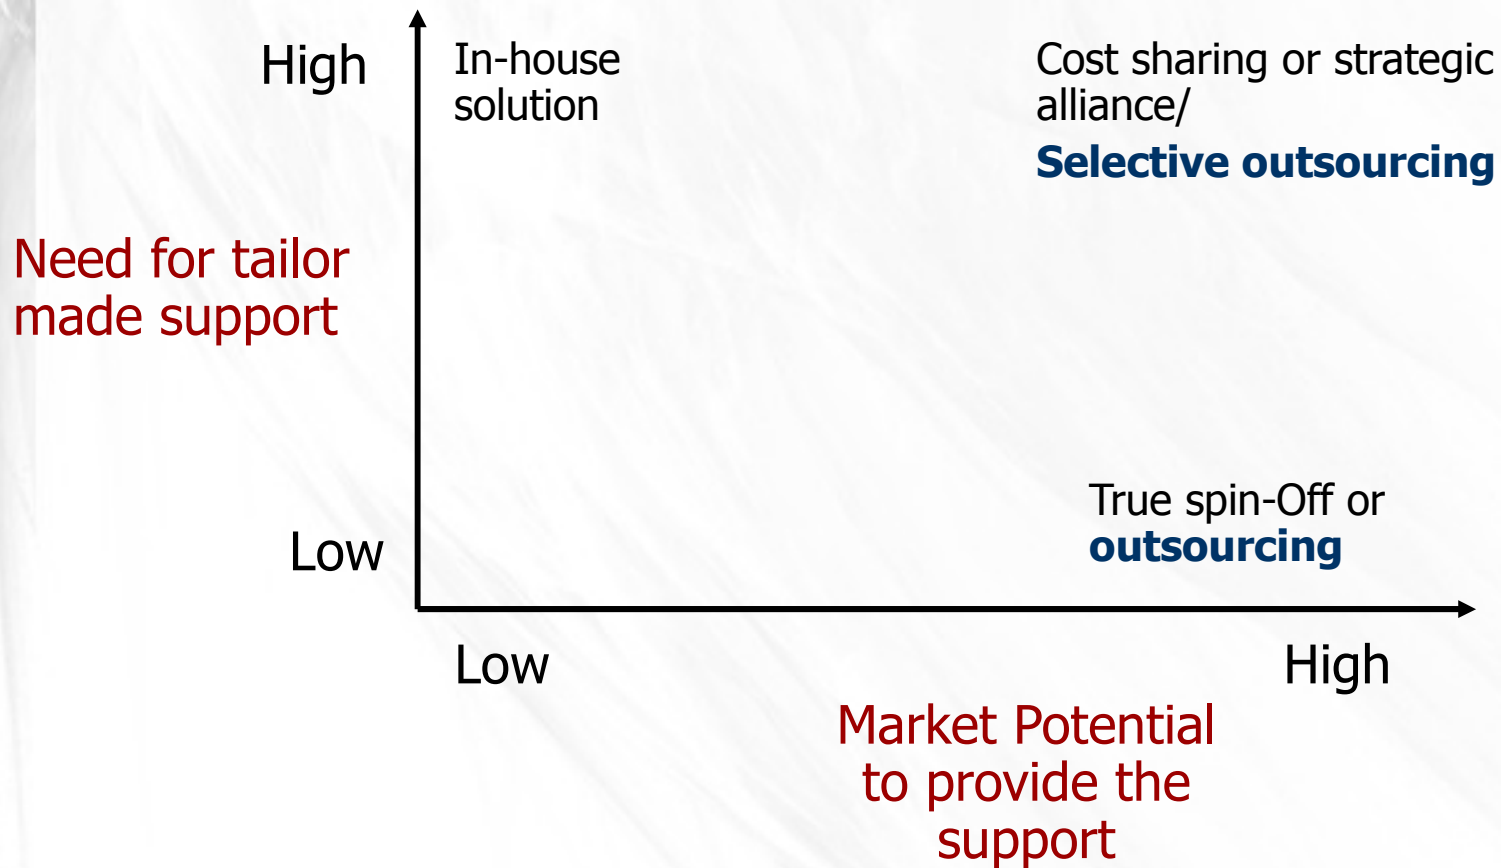 High
In-house
solution
Cost sharing or strategic
alliance/
Selective outsourcing
Need for tailor
made support
True spin-Off or
outsourcing
Low
Low
High
Market Potential
to provide the
support